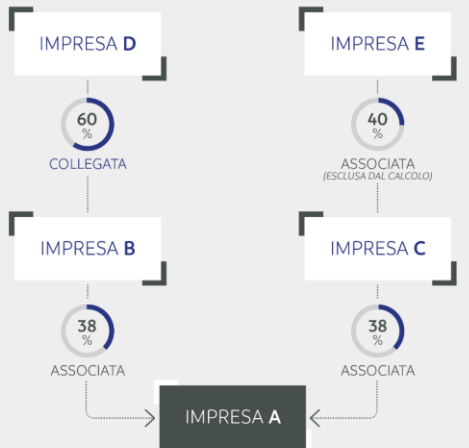 IMPRESA D
IMPRESA E
60
%
COLLEGATA
40
%
ASSOCIATA
(ESCLUSA DAL CALCOLO)
IMPRESA B
IMPRESA C
38
%
ASSOCIATA
38
%
ASSOCIATA
IMPRESA A